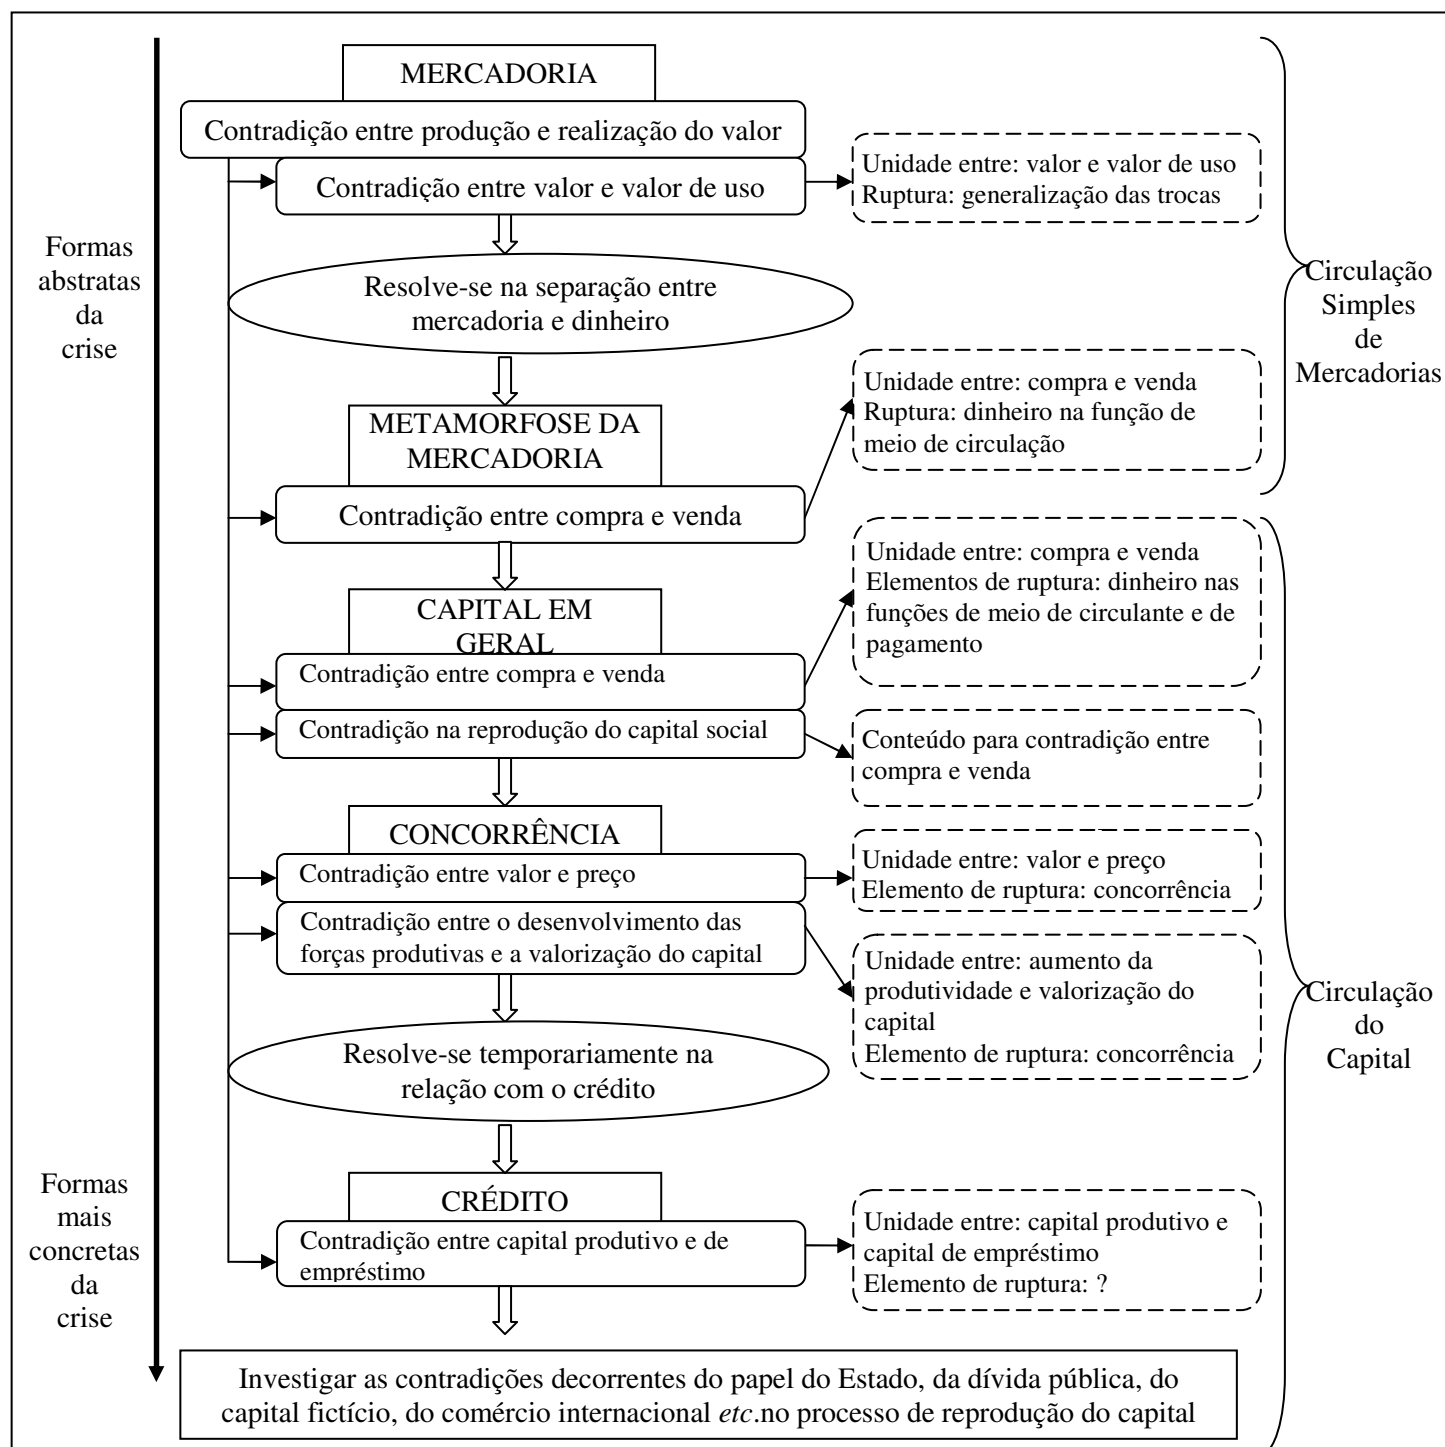 MERCADORIA
Contradição entre produção e realização do valor
Contradição entre valor e valor de uso
Unidade entre: valor e valor de uso
Ruptura: generalização das trocas
Formas
abstratas
da
crise
Resolve-se na separação entre
mercadoria e dinheiro
Circulação
Simples
de
Mercadorias
METAMORFOSE DA
MERCADORIA
Contradição entre compra e venda
Unidade entre: compra e venda
Ruptura: dinheiro na função de
meio de circulação
CAPITAL EM
GERAL
Contradição entre compra e venda
Unidade entre: compra e venda
Elementos de ruptura: dinheiro nas
funções de meio de circulante e de
pagamento
Contradição na reprodução do capital social
Conteúdo para contradição entre
compra e venda
CONCORRÊNCIA
Contradição entre valor e preço
Unidade entre: valor e preço
Elemento de ruptura: concorrência
Contradição entre o desenvolvimento das
forças produtivas e a valorização do capital
Unidade entre: aumento da
produtividade e valorização do
capital
Elemento de ruptura: concorrência
Circulação
do
Capital
Resolve-se temporariamente na
relação com o crédito
Formas
mais
concretas
da
crise
CRÉDITO
Contradição entre capital produtivo e de
empréstimo
Unidade entre: capital produtivo e
capital de empréstimo
Elemento de ruptura: ?
Investigar as contradições decorrentes do papel do Estado, da dívida pública, do
capital fictício, do comércio internacional etc.no processo de reprodução do capital